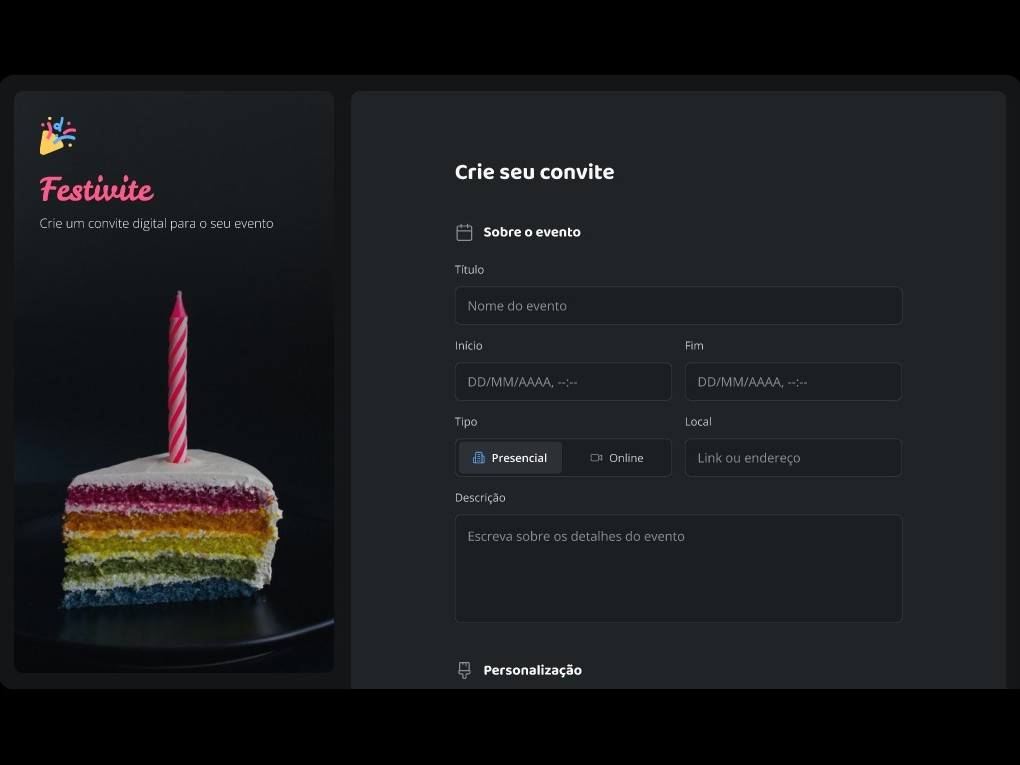 Festivite
Crie um convite digital para o seu evento
Crie seu convite
Sobre o evento
Título
Nome do evento
Início
Fim
DD/MM/AAAA, --:--
DD/MM/AAAA, --:--
Tipo
Local
Presencial
Online
Link ou endereço
Descrição
Escreva sobre os detalhes do evento
Personalização